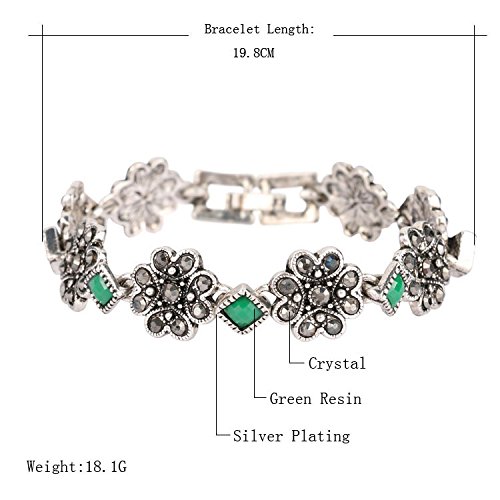 Bracelet Length:
19.8CM
Crystal
Green Resin
Silver Plating
Weight:18.1G